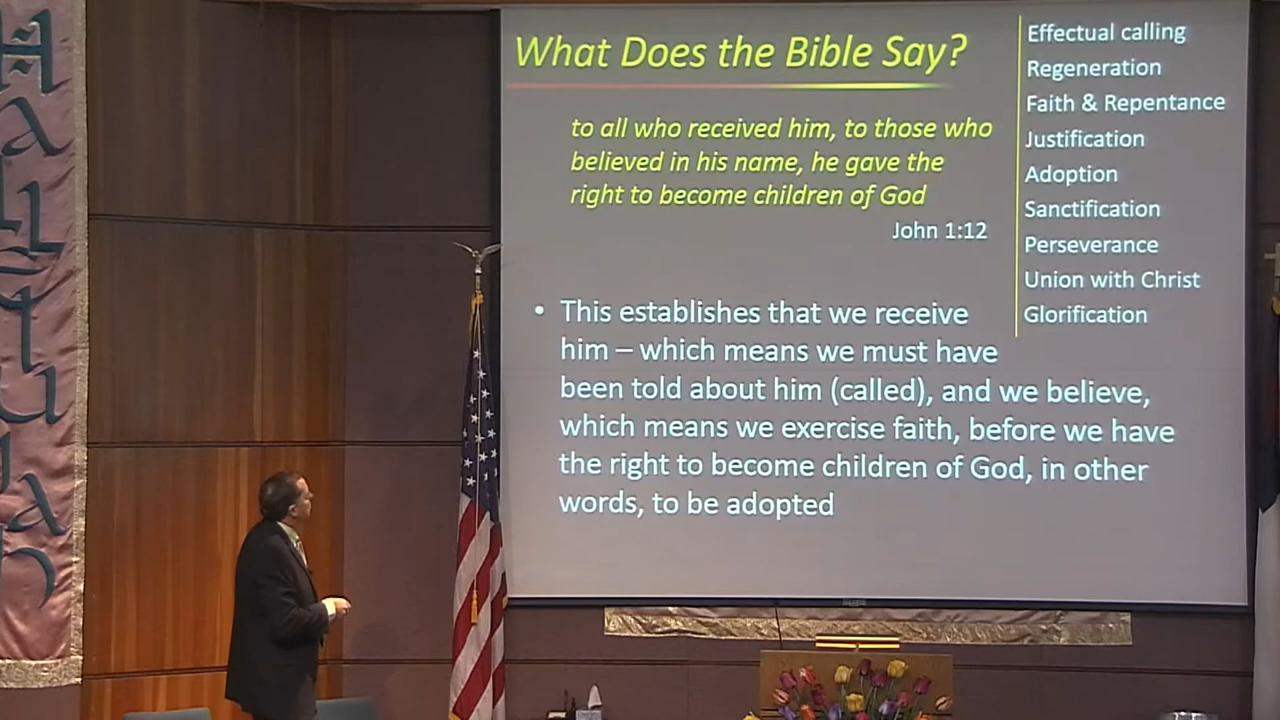 Hallelujah
What Does the Bible Say?
to all who received him, to those who
believed in his name, he gave the
right to become children of God
John 1:12
• This establishes that we receive
him – which means we must have
been told about him (called), and we believe,
which means we exercise faith, before we have
the right to become children of God, in other
words, to be adopted
Effectual calling
Regeneration
Faith & Repentance
Justification
Adoption
Sanctification
Perseverance
Union with Christ
Glorification